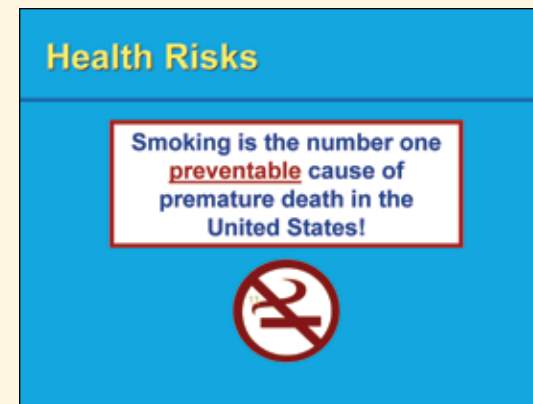 Health Risks
Smoking is the number one
preventable cause of
premature death in the
United States!